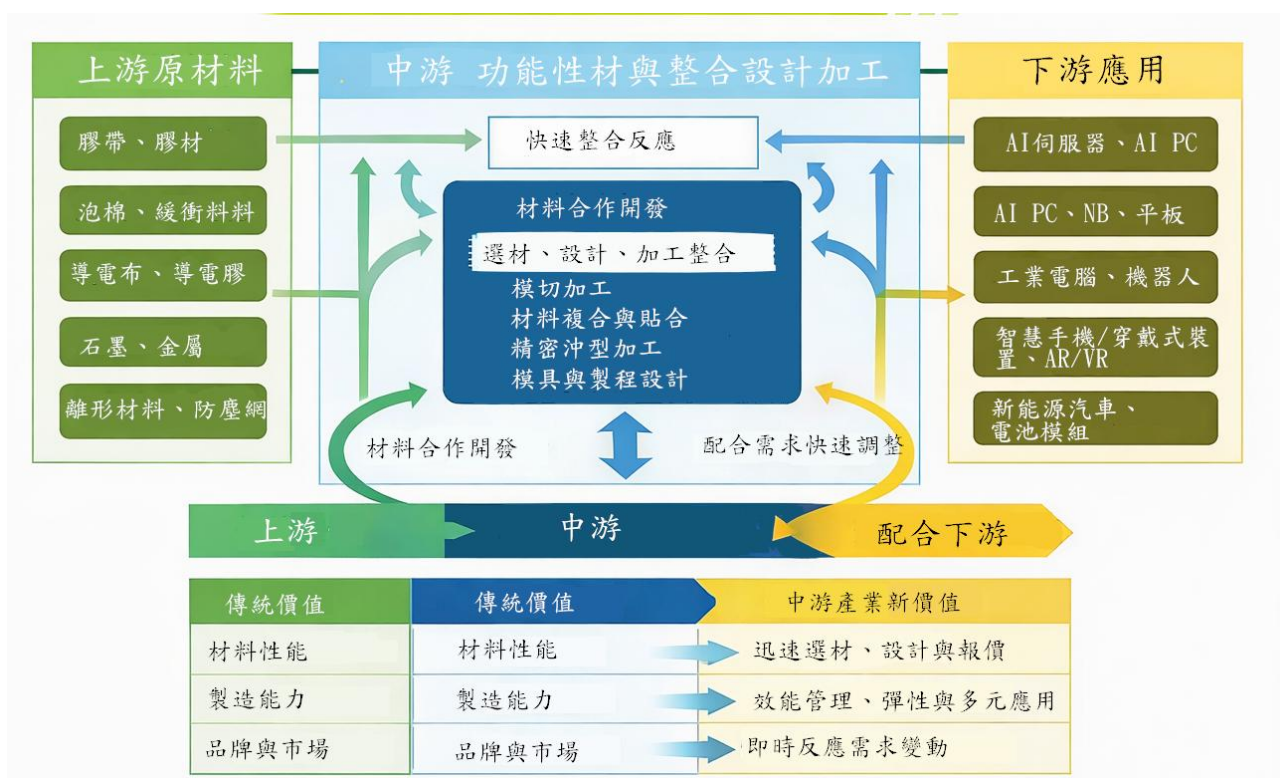 上游原材料
膠帶、膠材
泡棉、緩衝料料
導電布、導電膠
石墨、金屬
離形材料、防塵網
中游 功能性材與整合設計加工
快速整合反應
材料合作開發
選材、設計、加工整合
模切加工
材料複合與貼合
精密沖型加工
模具與製程設計
材料合作開發
配合需求快速調整
下游應用
AI伺服器、AI PC
AI PC、NB、平板
工業電腦、機器人
智慧手機/穿戴式裝
置、AR/VR
新能源汽車、
電池模組
上游
中游
配合下游
傳統價值
傳統價值
中游產業新價值
材料性能
材料性能
迅速選材、設計與報價
製造能力
製造能力
效能管理、彈性與多元應用
品牌與市場
品牌與市場
即時反應需求變動